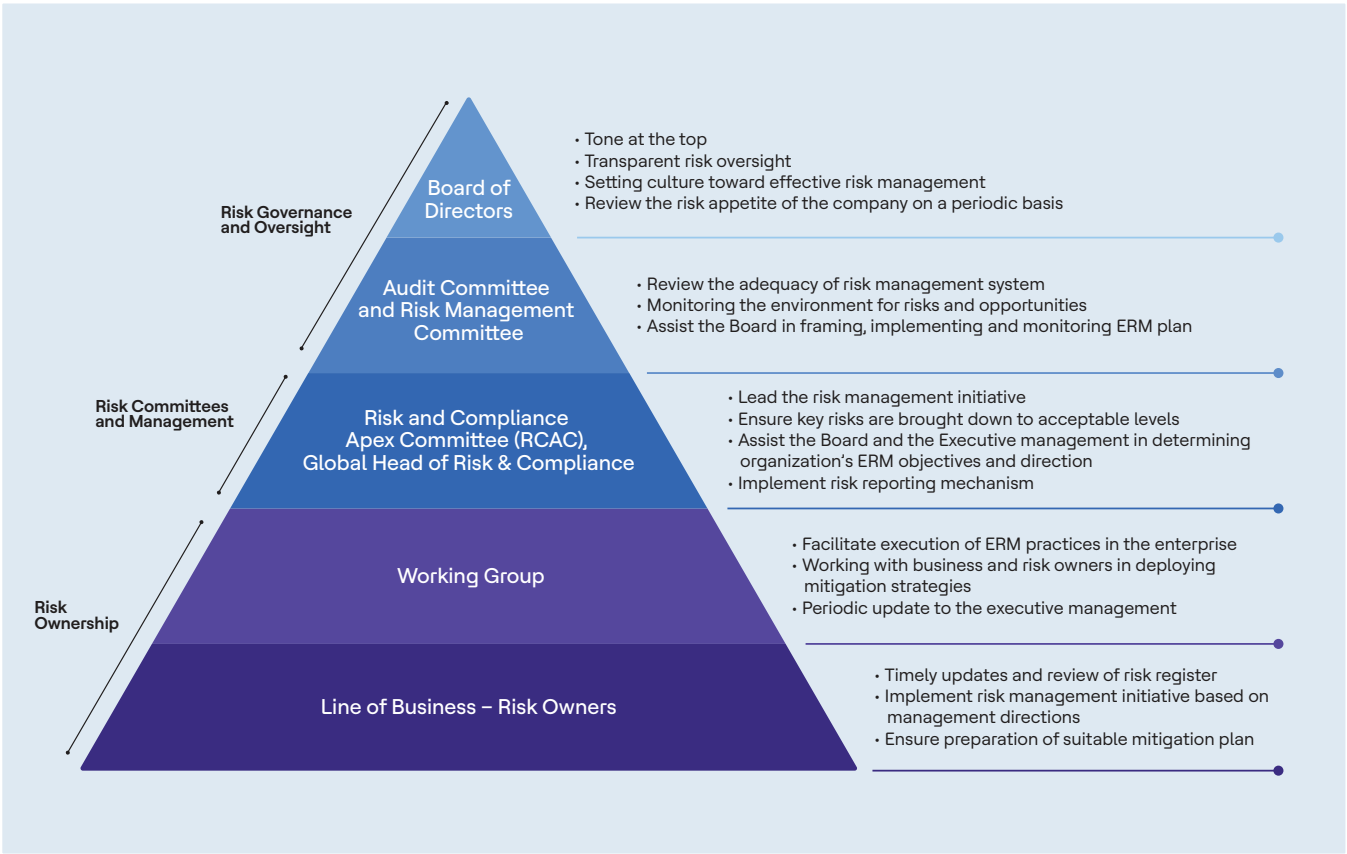 Board of
Directors
• Tone at the top
• Transparent risk oversight
• Setting culture toward effective risk management
• Review the risk appetite of the company on a periodic basis
Risk Governance
and Oversight
Audit Committee
and Risk Management
Committee
• Review the adequacy of risk management system
• Monitoring the environment for risks and opportunities
• Assist the Board in framing, implementing and monitoring ERM plan
Risk Committees
and Management
Risk and Compliance
Apex Committee (RCAC),
Global Head of Risk & Compliance
• Lead the risk management initiative
• Ensure key risks are brought down to acceptable levels
• Assist the Board and the Executive management in determining
organization's ERM objectives and direction
• Implement risk reporting mechanism
Working Group
• Facilitate execution of ERM practices in the enterprise
• Working with business and risk owners in deploying
mitigation strategies
• Periodic update to the executive management
Risk
Ownership
Line of Business – Risk Owners
• Timely updates and review of risk register
• Implement risk management initiative based on
management directions
• Ensure preparation of suitable mitigation plan